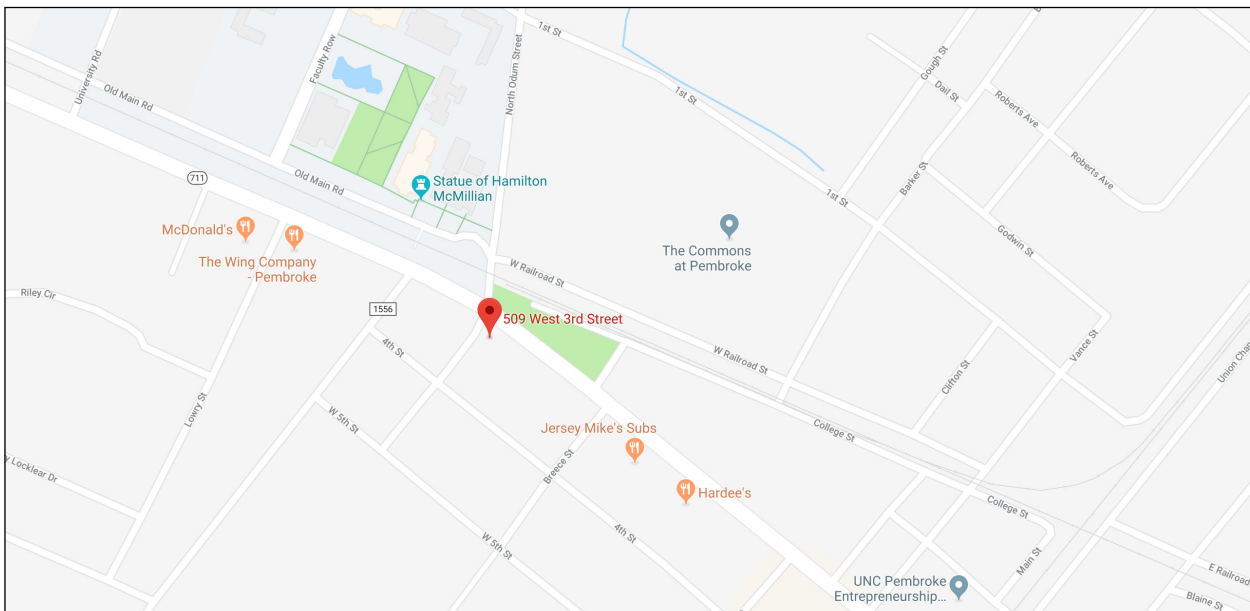 1st St
Gough St
University Rd
Faculty Row
North Odum Street
Old Main Rd
1st St
Dail St
Roberts Ave
Roberts Ave
711
Old Main Rd
Statue of Hamilton
McMillian
1st St
Barker St
McDonald's
The Wing Company
- Pembroke
The Commons
at Pembroke
Godwin St
W Railroad St
Riley Cir
1556
509 West 3rd Street
4th St
W Railroad St
Vance St
Clifton St
Lowry St
W 5th St
Jersey Mike's Subs
College St
Breece St
Locklear Dr
Hardee's
College St
4th St
W 5th St
Main St
UNC Pembroke
Entrepreneurship...
E Railroad
Blaine St